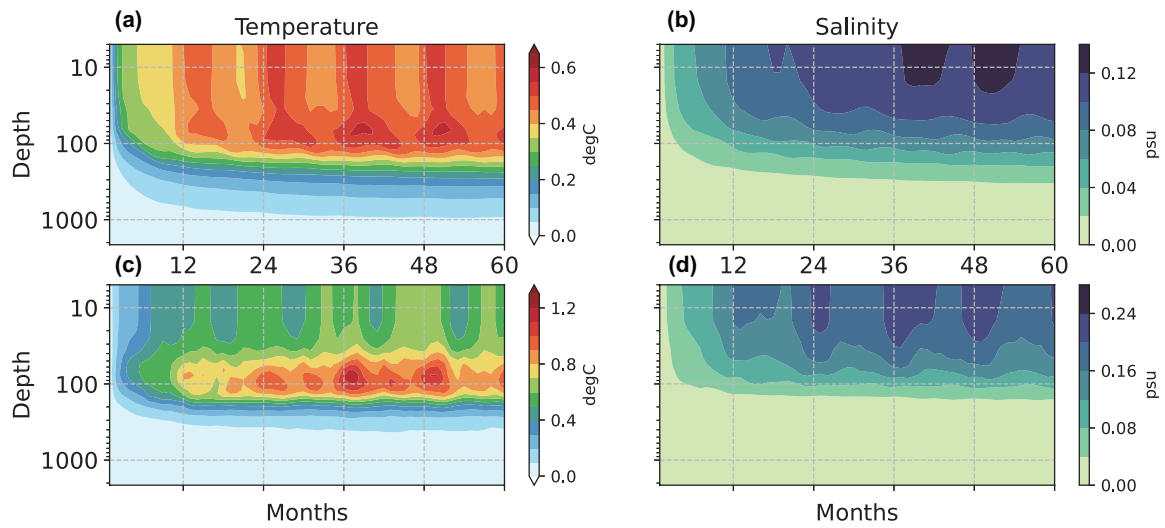 (a) Temperature
(b) Salinity
Depth
10
100
1000
0.6
0.4
0.2
0.0
degC
12 24 36 48 60
0.12
0.08
0.04
0.00
psu
12 24 36 48 60
(c)
(d)
Depth
10
100
1000
1.2
0.8
0.4
0.0
degC
Months
0.24
0.16
0.08
0.00
psu
Months